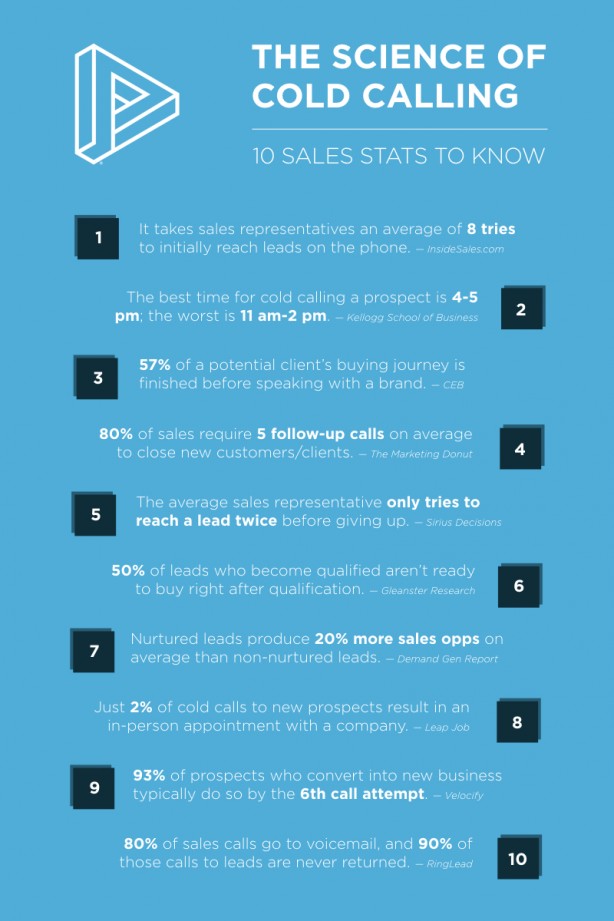 THE SCIENCE OF
COLD CALLING
10 SALES STATS TO KNOW
1
It takes sales representatives an average of 8 tries
to initially reach leads on the phone. — InsideSales.com
The best time for cold calling a prospect is 4-5
pm; the worst is 11 am-2 pm. — Kellogg School of Business
2
3
57% of a potential client’s buying journey is
finished before speaking with a brand. — CEB
80% of sales require 5 follow-up calls on average
to close new customers/clients. — The Marketing Donut
4
5
The average sales representative only tries to
reach a lead twice before giving up. — Sirius Decisions
50% of leads who become qualified aren’t ready
to buy right after qualification. — Gleanster Research
6
7
Nurtured leads produce 20% more sales opps on
average than non-nurtured leads. — Demand Gen Report
Just 2% of cold calls to new prospects result in an
in-person appointment with a company. — Leap Job
8
9
93% of prospects who convert into new business
typically do so by the 6th call attempt. — Velocify
80% of sales calls go to voicemail, and 90% of
those calls to leads are never returned. — RingLead
10